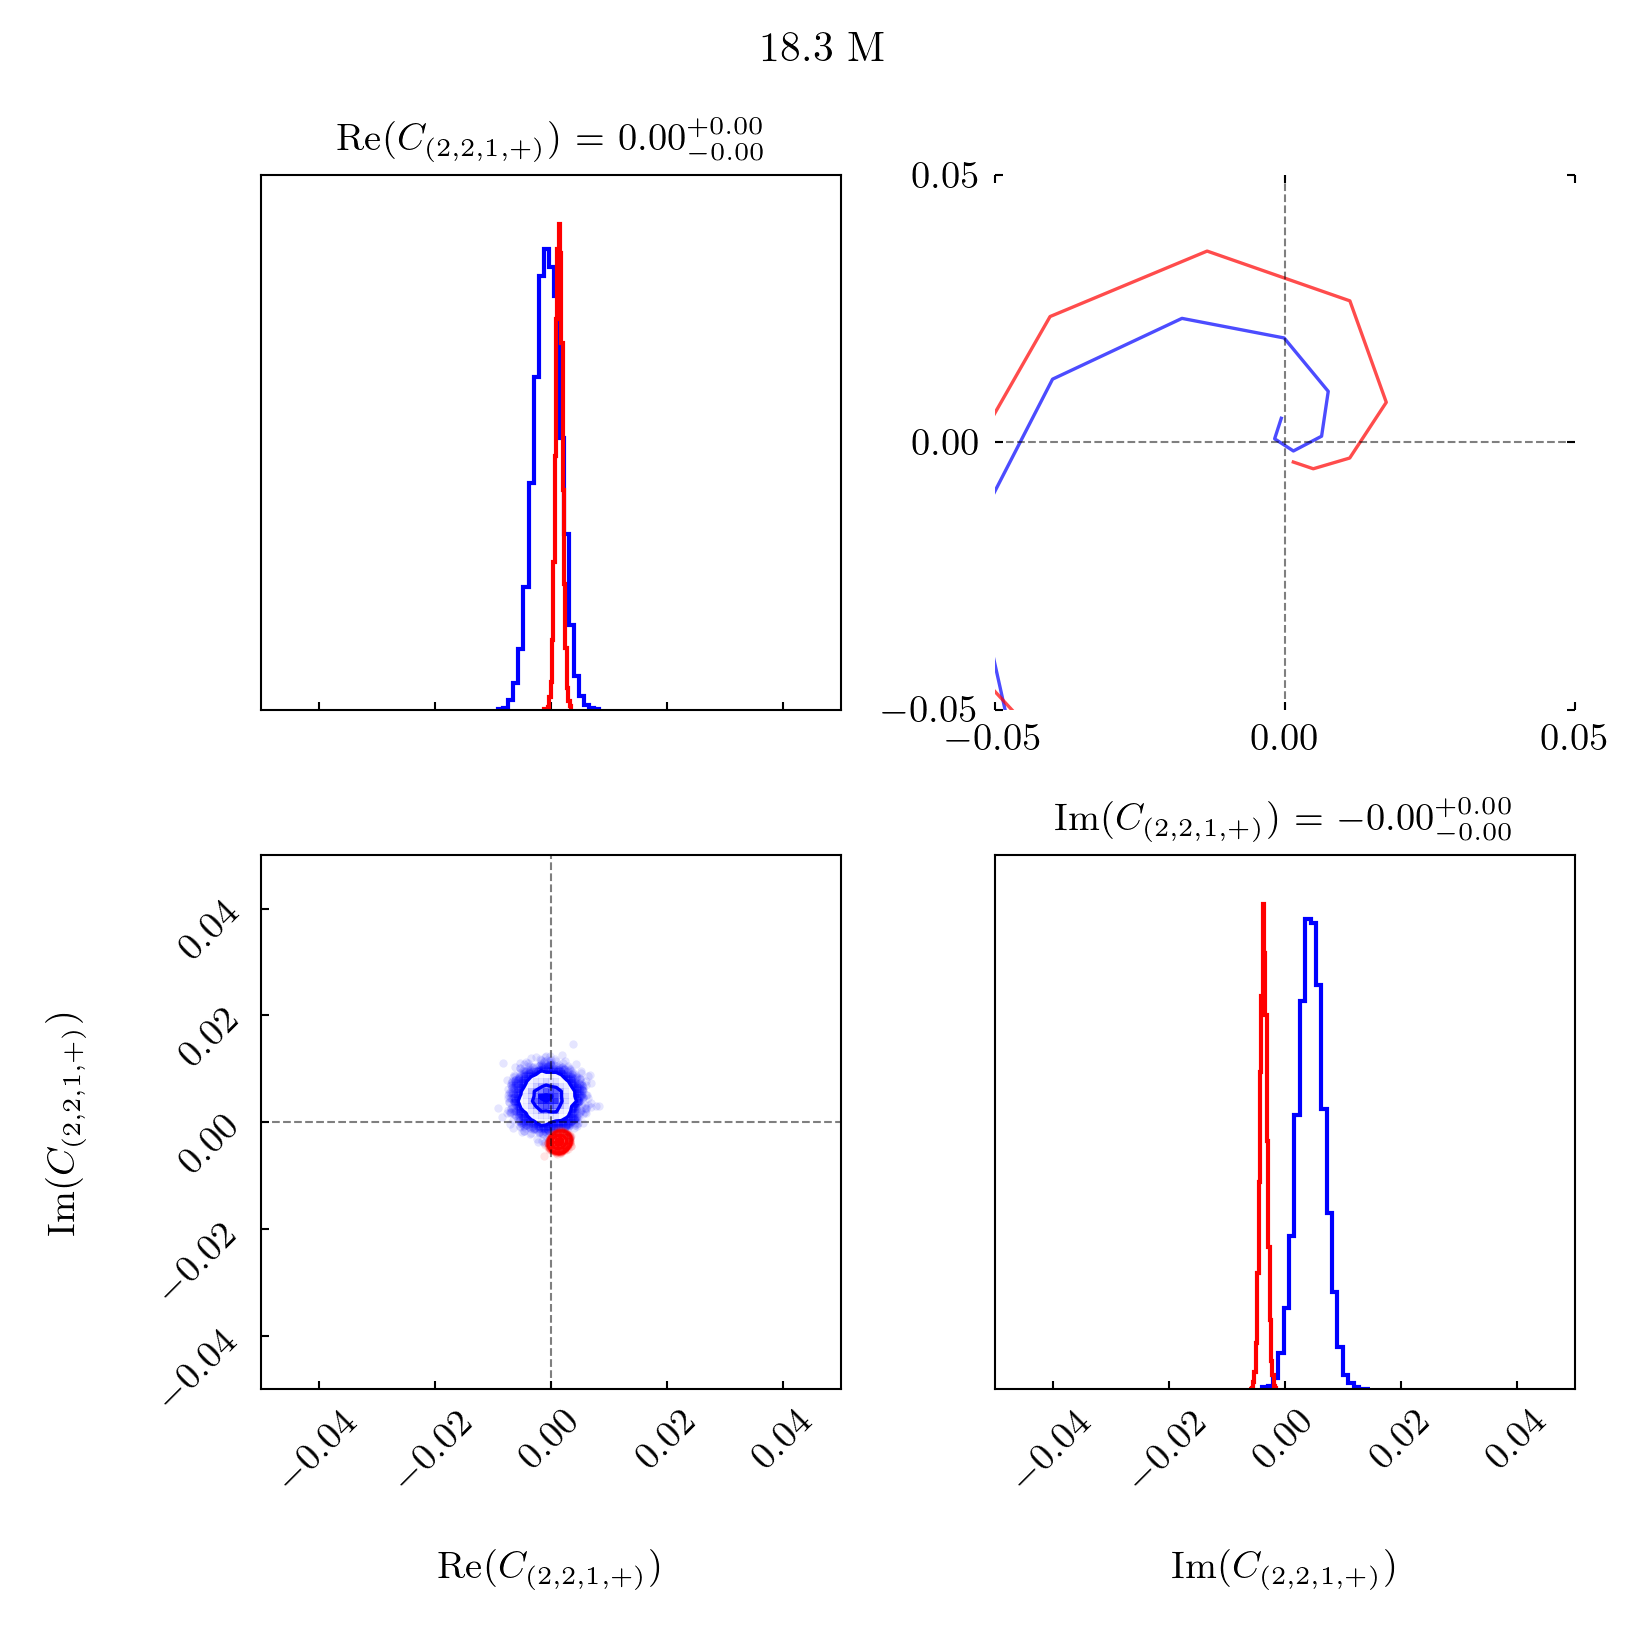 18.3 M
Re(C₍₂,₂,₁,₊₎) = 0.00⁺⁰·⁰⁰₋₀.₀₀
0.05
0.00
−0.05
−0.05 0.00 0.05
Im(C₍₂,₂,₁,₊₎) = −0.00⁺⁰·⁰⁰₋₀.₀₀
Im(C₍₂,₂,₁,₊₎)
0.04
0.02
0.00
−0.02
−0.04
−0.04 −0.02 0.00 0.02 0.04
−0.04 −0.02 0.00 0.02 0.04
Re(C₍₂,₂,₁,₊₎)
Im(C₍₂,₂,₁,₊₎)